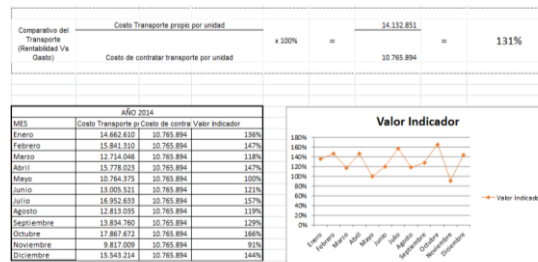 Comparativo del Transporte (Rentabilidad Vs Gasto)
Costo Transporte propio por unidad
Costo de contratar transporte por unidad
x 100%
=
14.132.851
10.765.894
=
131%
AÑO 2014
MES Costo Transporte p Costo de contra Valor Indicador
Enero 14.662.610 10.765.894 136%
Febrero 15.841.310 10.765.894 147%
Marzo 12.714.046 10.765.894 118%
Abril 15.778.023 10.765.894 147%
Mayo 10.764.375 10.765.894 100%
Junio 13.005.521 10.765.894 121%
Julio 16.952.633 10.765.894 157%
Agosto 12.813.035 10.765.894 119%
Septiembre 13.834.760 10.765.894 129%
Octubre 17.867.672 10.765.894 166%
Noviembre 9.817.009 10.765.894 91%
Diciembre 15.543.214 10.765.894 144%
Valor Indicador
180%
160%
140%
120%
100%
80%
60%
40%
20%
0%
Enero
Febrero
Marzo
Abril
Mayo
Junio
Julio
Agosto
Septiembre
Octubre
Noviembre
Diciembre
Valor Indicado